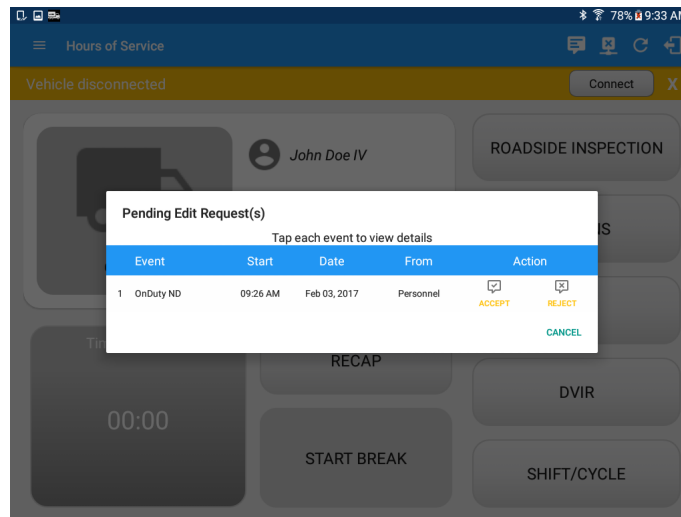 78% 9:33 AM
Hours of Service
Vehicle disconnected
Connect X
John Doe IV
ROADSIDE INSPECTION
Pending Edit Request(s)
Tap each event to view details
Event Start Date From Action
1 OnDuty ND 09:26 AM Feb 03, 2017 Personnel
ACCEPT REJECT
CANCEL
RECAP
DVIR
00:00
START BREAK
SHIFT/CYCLE